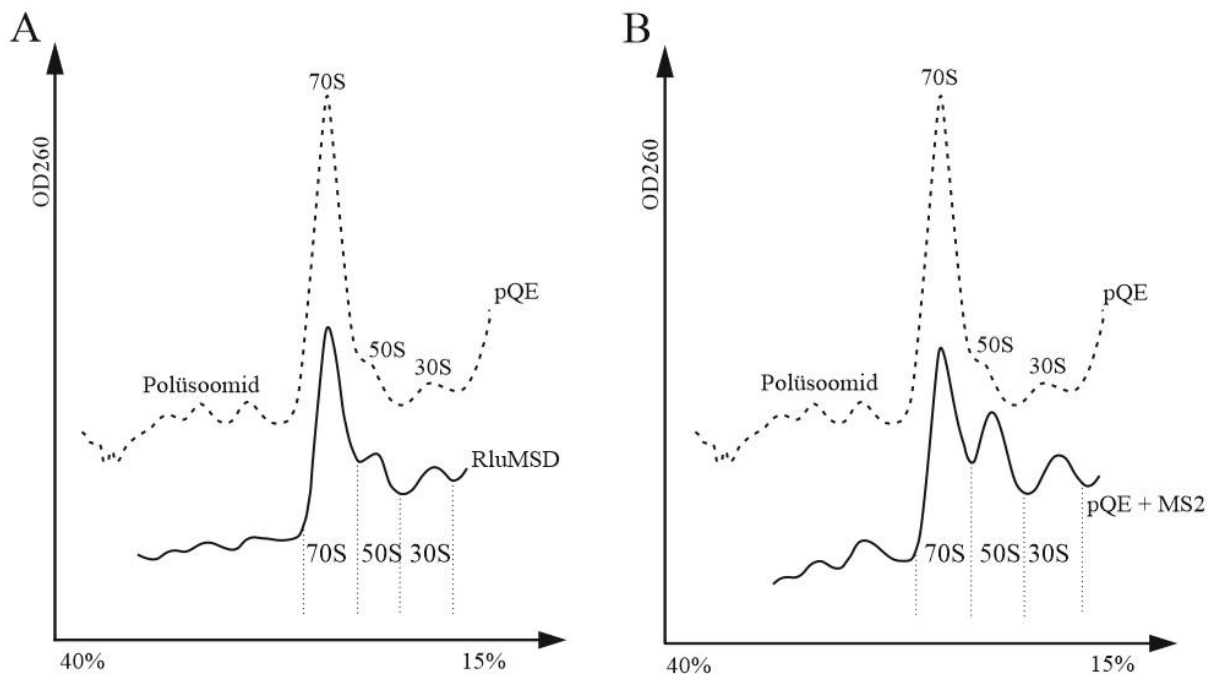 A
OD260
70S
50S
30S
pQE
Polüsoomid
RluMSD
70S
50S
30S
40%
15%
B
OD260
70S
50S
30S
pQE
Polüsoomid
pQE + MS2
70S
50S
30S
40%
15%